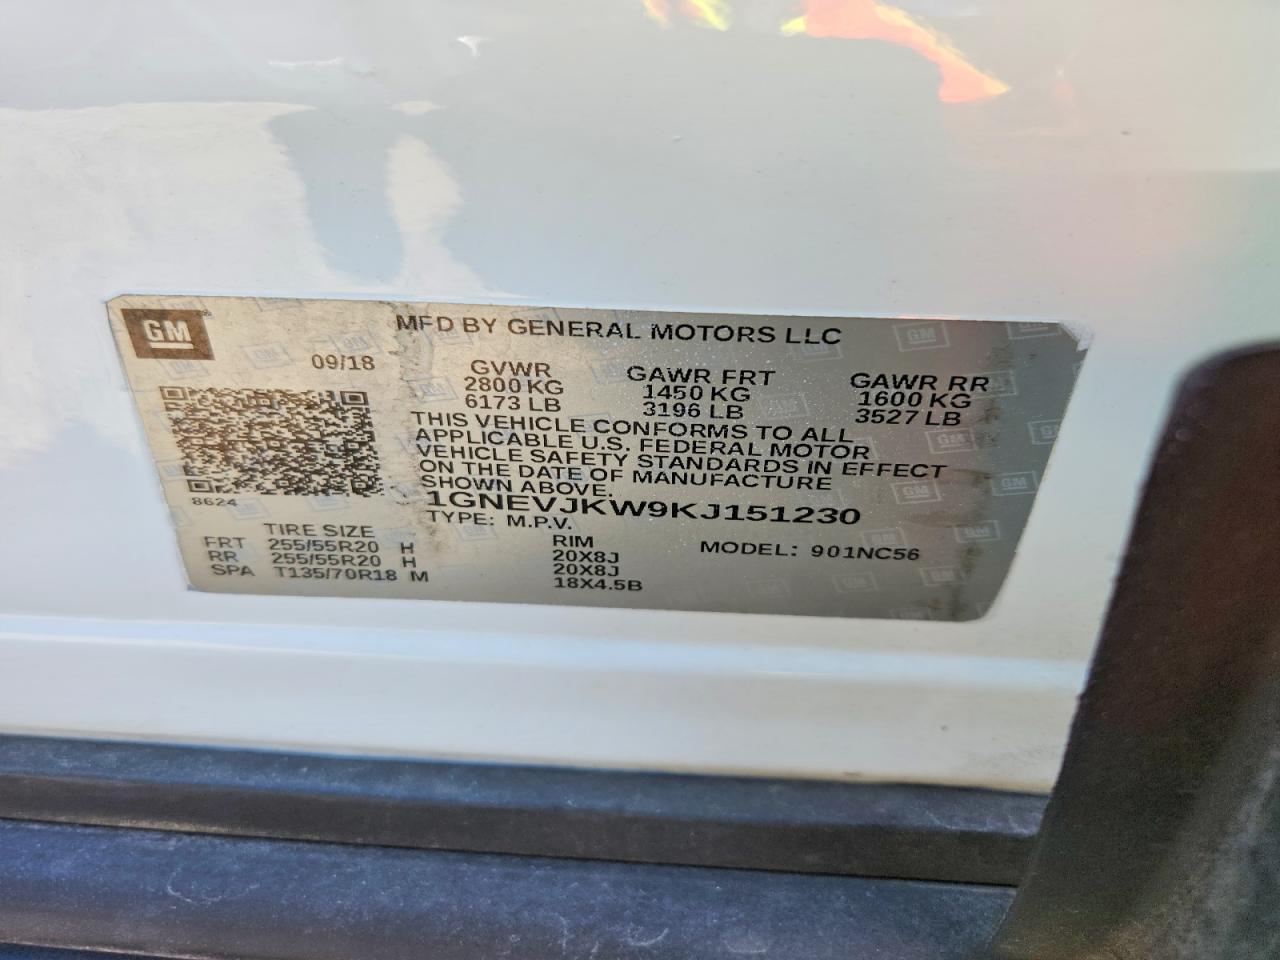 GM
MFD BY GENERAL MOTORS LLC
09/18
GVWR GAWR FRT GAWR RR
2800 KG 1450 KG 1600 KG
6173 LB 3196 LB 3527 LB
THIS VEHICLE CONFORMS TO ALL
APPLICABLE U.S. FEDERAL MOTOR
VEHICLE SAFETY STANDARDS IN EFFECT
ON THE DATE OF MANUFACTURE
SHOWN ABOVE.
8624
1GNEVJKW9KJ151230
TYPE: M.P.V.
TIRE SIZE RIM MODEL: 901NC56
FRT 255/55R20 H 20X8J
RR 255/55R20 H 20X8J
SPA T135/70R18 M 18X4.5B